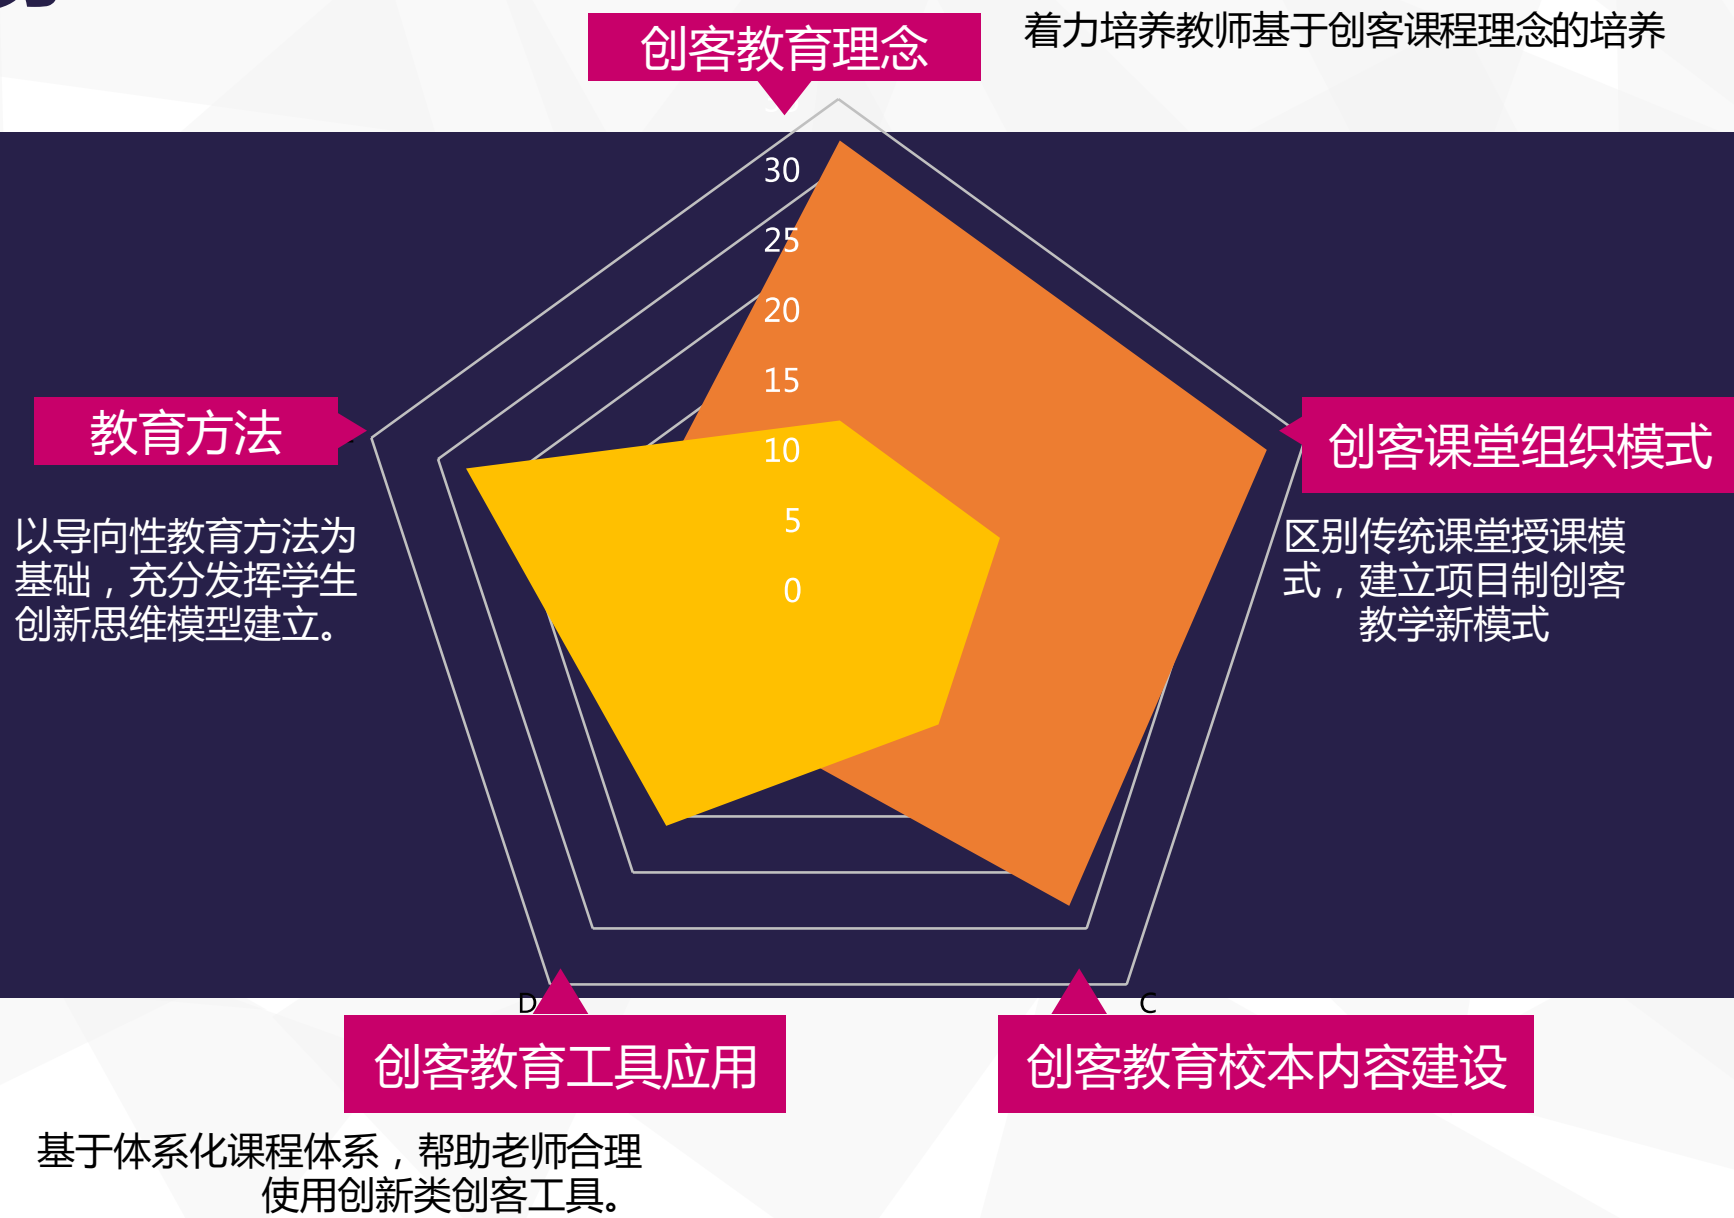 创客教育理念
着力培养教师基于创客课程理念的培养
30
25
20
15
10
5
0
教育方法
以导向性教育方法为
基础，充分发挥学生
创新思维模型建立。
创客课堂组织模式
区别传统课堂授课模
式，建立项目制创客
教学新模式
D
C
创客教育工具应用
创客教育校本内容建设
基于体系化课程体系，帮助老师合理
使用创新类创客工具。